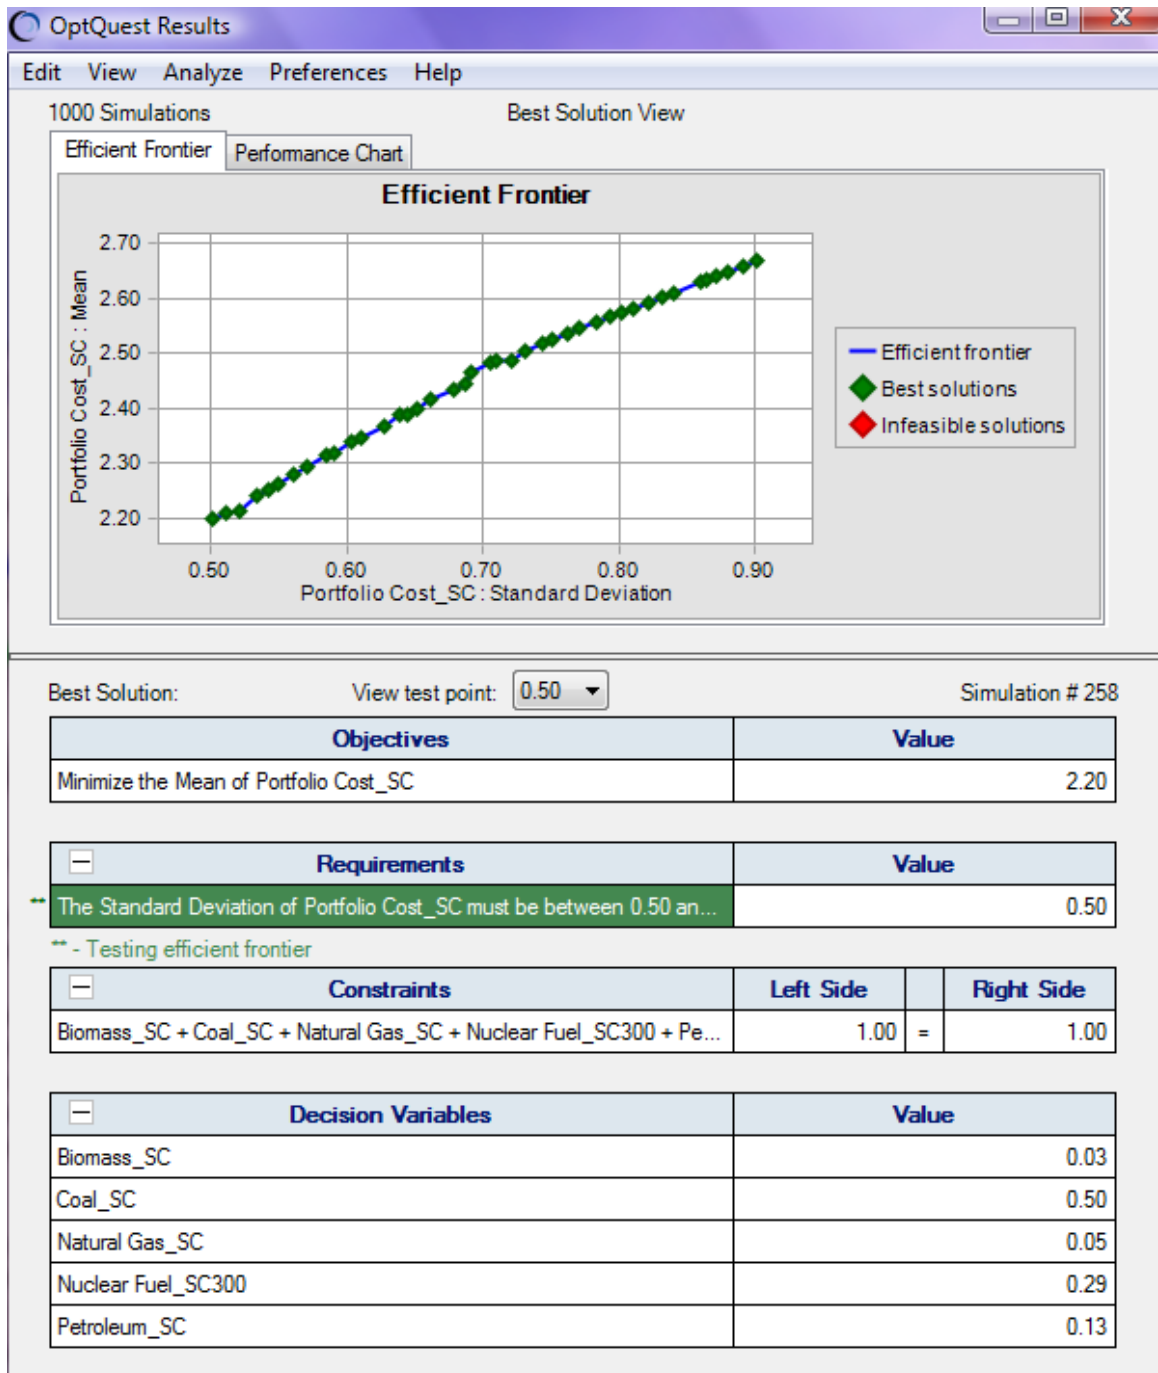 OptQuest Results
Edit View Analyze Preferences Help
1000 Simulations Best Solution View
Efficient Frontier Performance Chart
Efficient Frontier
Portfolio Cost_SC : Mean
2.70
2.60
2.50
2.40
2.30
2.20
0.50 0.60 0.70 0.80 0.90
Portfolio Cost_SC : Standard Deviation
Efficient frontier
Best solutions
Infeasible solutions
Best Solution: View test point: 0.50 Simulation # 258
Objectives Value
Minimize the Mean of Portfolio Cost_SC 2.20
Requirements Value
** The Standard Deviation of Portfolio Cost_SC must be between 0.50 an... 0.50
** - Testing efficient frontier
Constraints Left Side Right Side
Biomass_SC + Coal_SC + Natural Gas_SC + Nuclear Fuel_SC300 + Pe... 1.00 = 1.00
Decision Variables Value
Biomass_SC 0.03
Coal_SC 0.50
Natural Gas_SC 0.05
Nuclear Fuel_SC300 0.29
Petroleum_SC 0.13